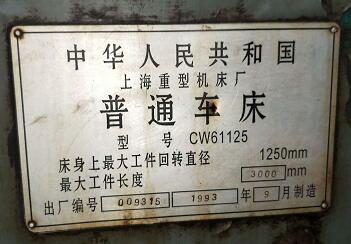 中华人民共和国
上海重型机床厂
普通车床
型号 CW61125
床身上最大工件回转直径 1250mm
最大工件长度 3000 mm
出厂编号 009315 1993 年 9 月制造